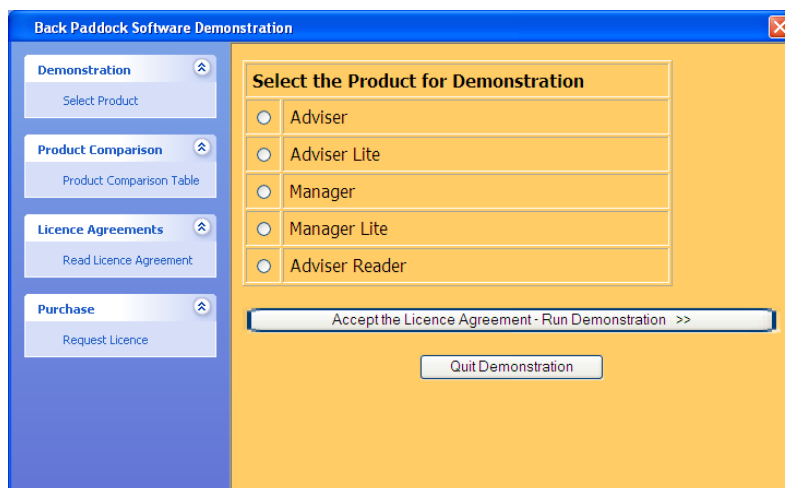 Back Paddock Software Demonstration
Demonstration
Select Product
Product Comparison
Product Comparison Table
Licence Agreements
Read Licence Agreement
Purchase
Request Licence
Select the Product for Demonstration
Adviser
Adviser Lite
Manager
Manager Lite
Adviser Reader
Accept the Licence Agreement - Run Demonstration >>
Quit Demonstration